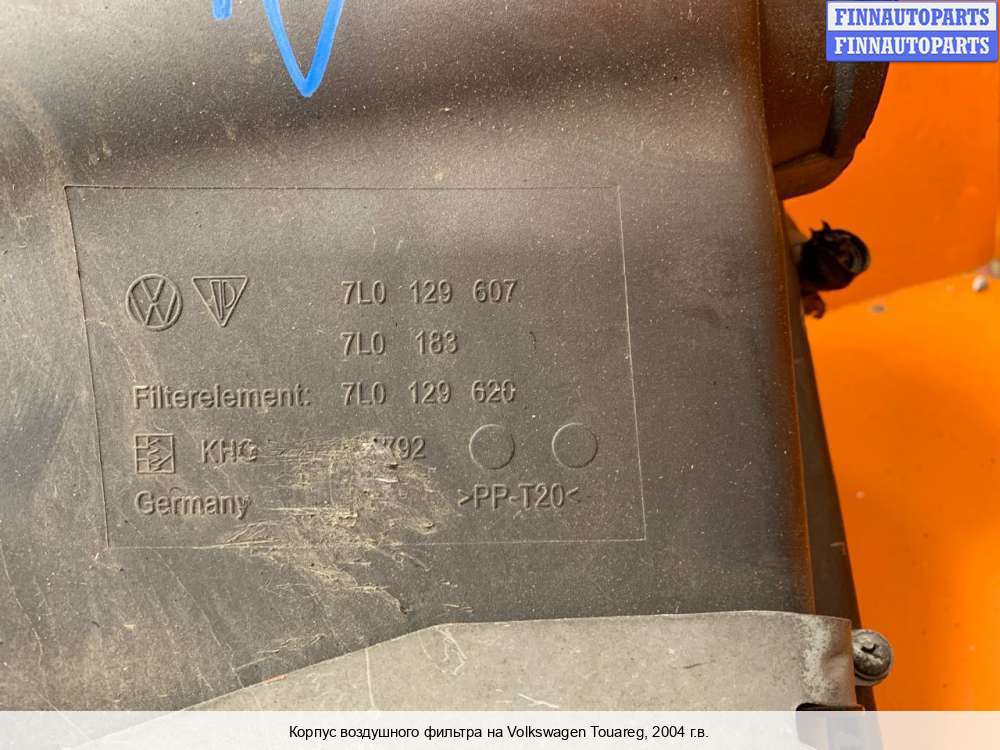 FINNAUTOPARTS
FINNAUTOPARTS
7L0 129 607
7L0 183
Filterelement: 7L0 129 620
KHG
Germany >PP-T20<
Корпус воздушного фильтра на Volkswagen Touareg, 2004 г.в.